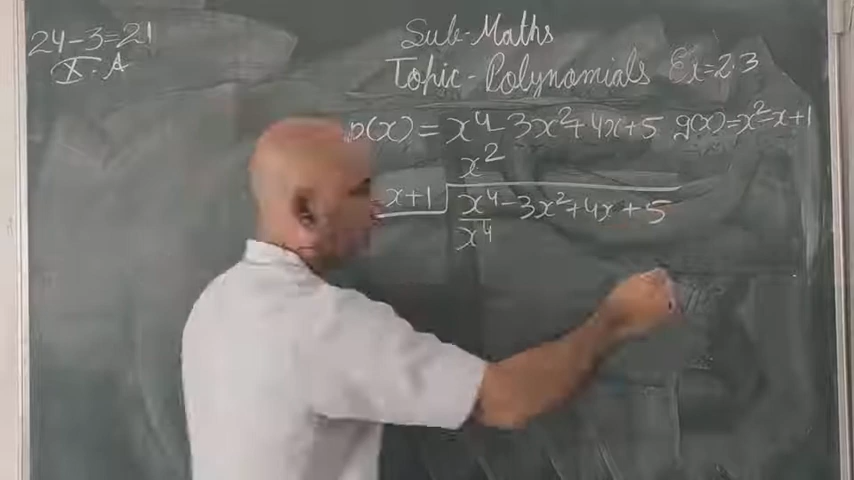 24-3=21
X-A
Sub-Maths
Topic-Polynomials Ex=2.3
p(x) = x⁴-3x²+4x+5 g(x)=x²-x+1
x²
x+1 x⁴-3x²+4x+5
x⁴